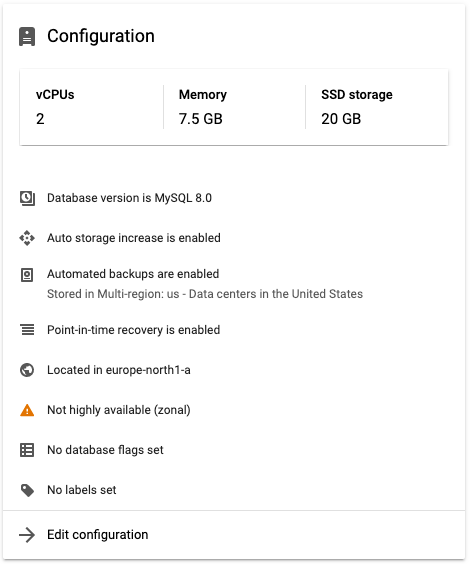 Configuration
vCPUs Memory SSD storage
2 7.5 GB 20 GB
Database version is MySQL 8.0
Auto storage increase is enabled
Automated backups are enabled
Stored in Multi-region: us - Data centers in the United States
Point-in-time recovery is enabled
Located in europe-north1-a
Not highly available (zonal)
No database flags set
No labels set
Edit configuration